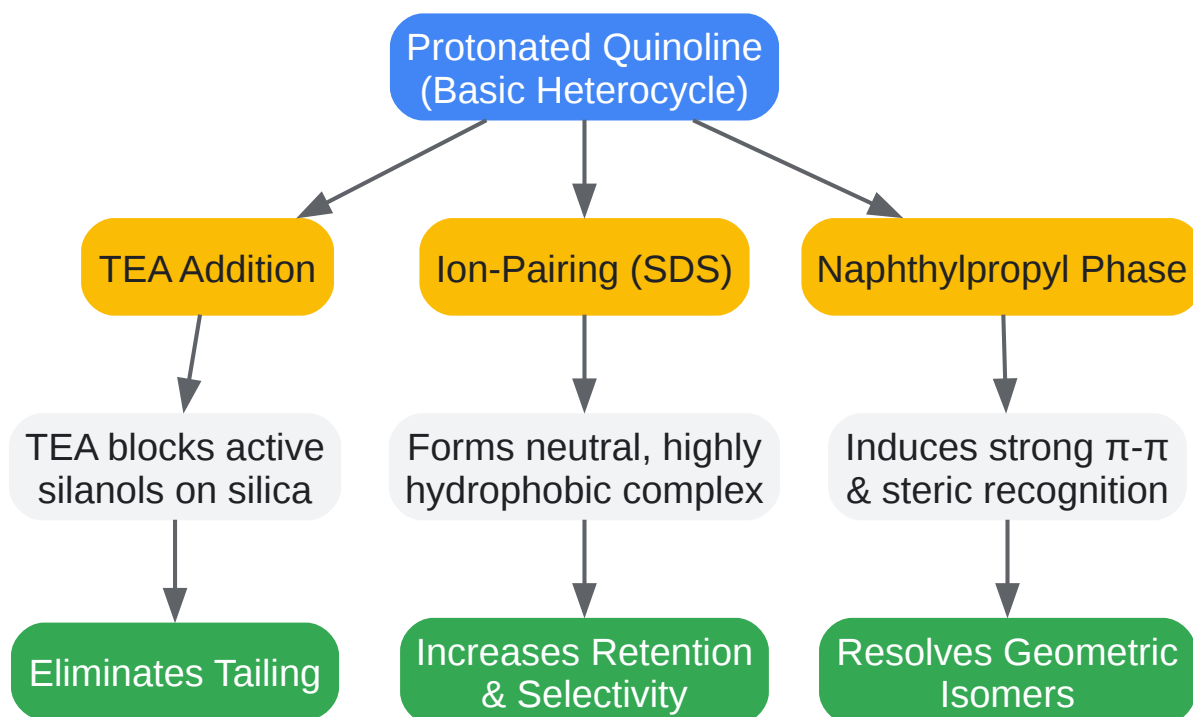 Protonated Quinoline
(Basic Heterocycle)
TEA Addition
Ion-Pairing (SDS)
Naphthylpropyl Phase
TEA blocks active
silanols on silica
Forms neutral, highly
hydrophobic complex
Induces strong π-π
& steric recognition
Eliminates Tailing
Increases Retention
& Selectivity
Resolves Geometric
Isomers